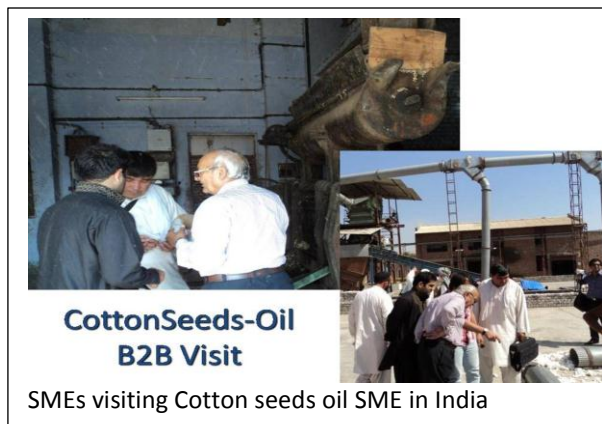 CottonSeeds-Oil
B2B Visit
SMEs visiting Cotton seeds oil SME in India